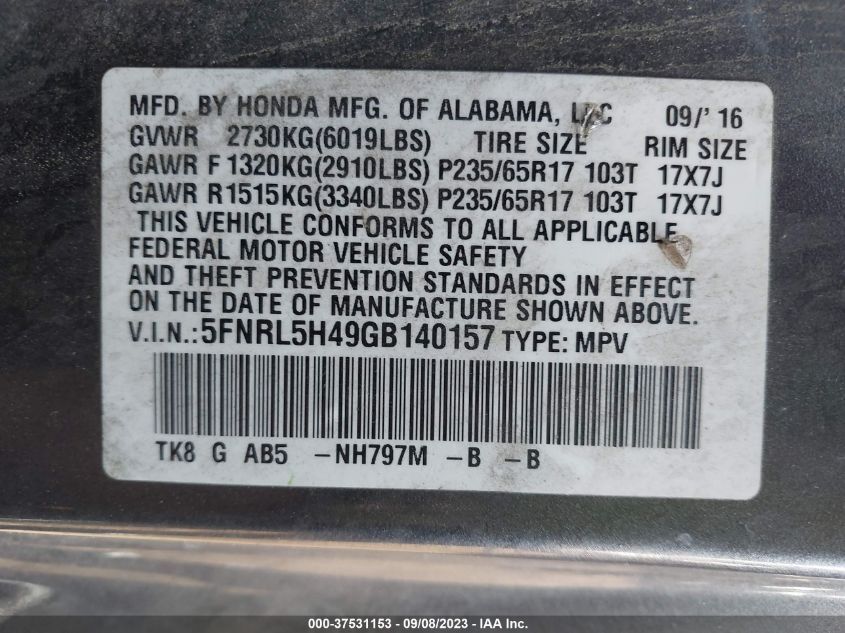 MFD. BY HONDA MFG. OF ALABAMA, LLC 09/' 16
GVWR 2730KG(6019LBS) TIRE SIZE RIM SIZE
GAWR F 1320KG(2910LBS) P235/65R17 103T 17X7J
GAWR R1515KG(3340LBS) P235/65R17 103T 17X7J
THIS VEHICLE CONFORMS TO ALL APPLICABLE
FEDERAL MOTOR VEHICLE SAFETY
AND THEFT PREVENTION STANDARDS IN EFFECT
ON THE DATE OF MANUFACTURE SHOWN ABOVE.
V.I.N.:5FNRL5H49GB140157 TYPE: MPV
TK8 G AB5 -NH797M -B -B
000-37531153 - 09/08/2023 - IAA Inc.